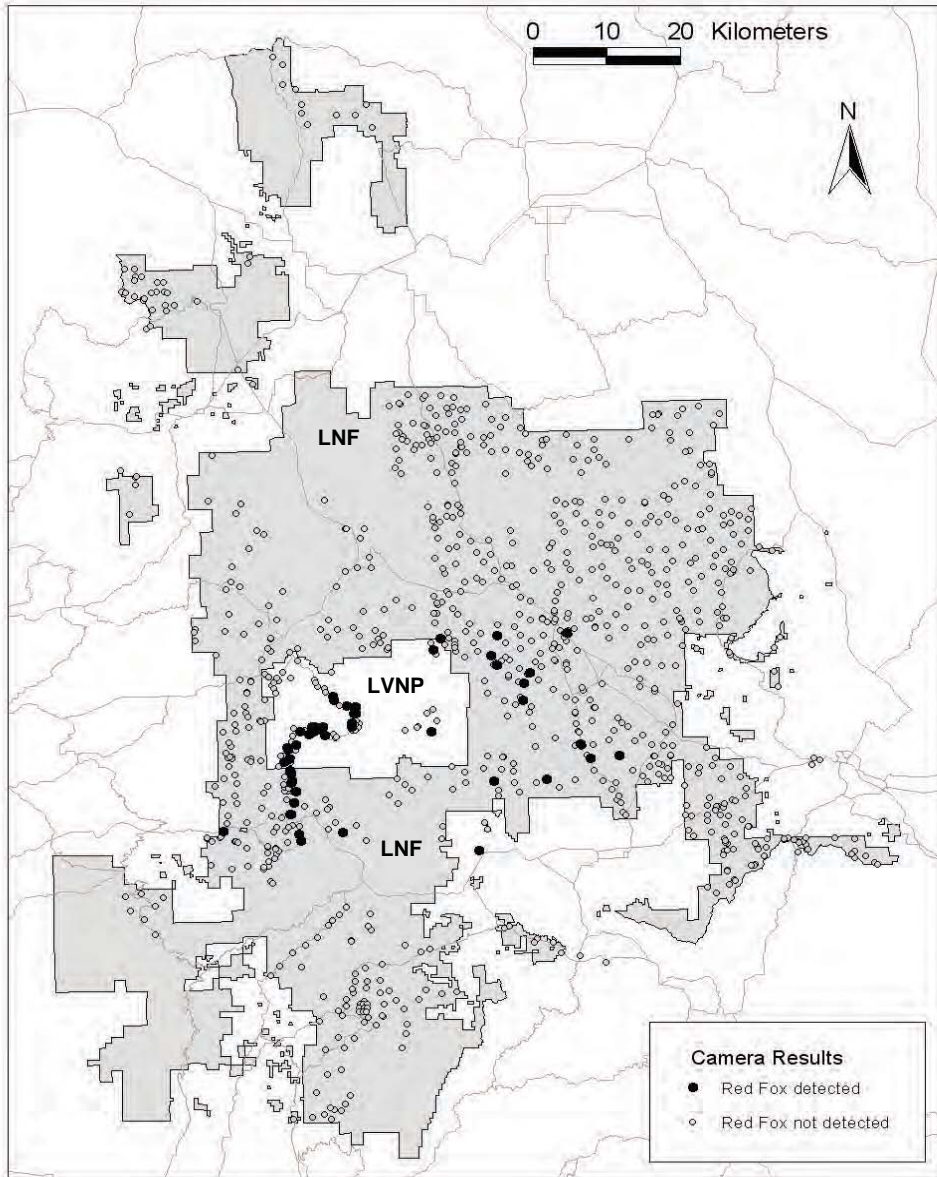 0 10 20 Kilometers
N
LNF
LVNP
LNF
Camera Results
Red Fox detected
Red Fox not detected